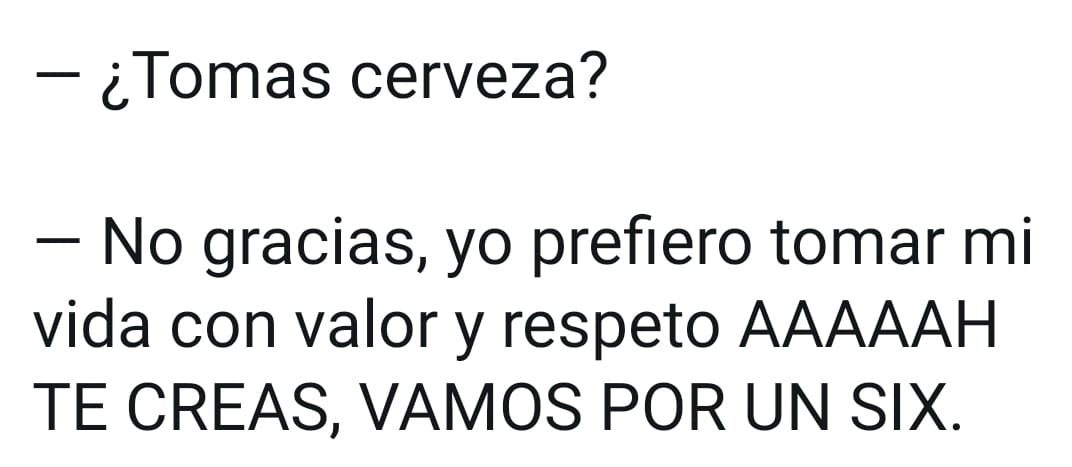 — ¿Tomas cerveza?
— No gracias, yo prefiero tomar mi
vida con valor y respeto AAAAAH
TE CREAS, VAMOS POR UN SIX.